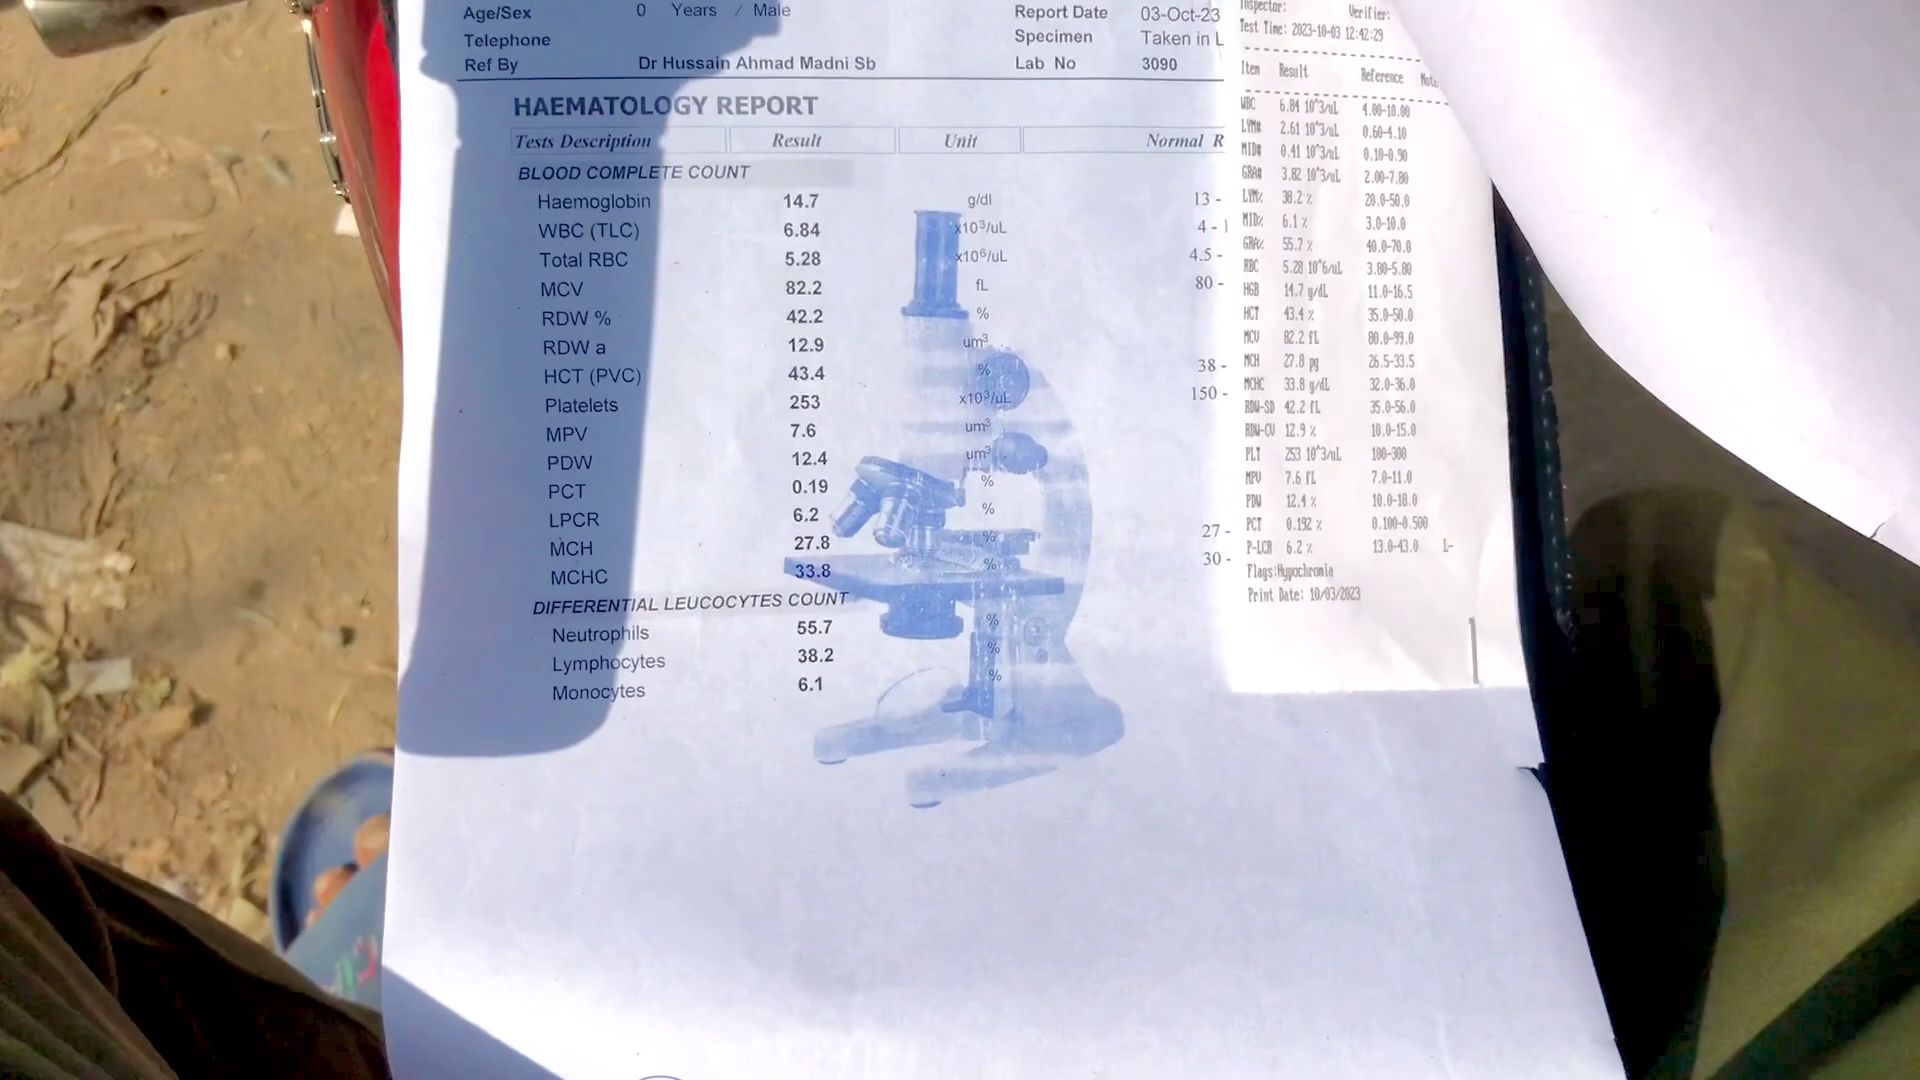 Age/Sex 0 Years / Male Report Date 03-Oct-23
Telephone Specimen Taken in L
Ref By Dr Hussain Ahmad Madni Sb Lab No 3090
HAEMATOLOGY REPORT
Tests Description Result Unit Normal R
BLOOD COMPLETE COUNT
Haemoglobin 14.7 g/dl 13 -
WBC (TLC) 6.84 x10³/uL 4 - 1
Total RBC 5.28 x10⁶/uL 4.5 -
MCV 82.2 fL 80 -
RDW % 42.2 %
RDW a 12.9 um³
HCT (PVC) 43.4 % 38 -
Platelets 253 x10³/uL 150 -
MPV 7.6 um³
PDW 12.4 um³
PCT 0.19 %
LPCR 6.2 %
MCH 27.8 % 27 -
MCHC 33.8 % 30 -
DIFFERENTIAL LEUCOCYTES COUNT
Neutrophils 55.7 %
Lymphocytes 38.2 %
Monocytes 6.1 %
Inspector: Verifier:
Test Time: 2023-10-03 12:42:29
Item Result Reference Note
WBC 6.84 10^3/uL 4.00-10.00
LYM# 2.61 10^3/uL 0.60-4.10
MID# 0.41 10^3/uL 0.10-0.90
GRA# 3.82 10^3/uL 2.00-7.80
LYM% 38.2 % 20.0-50.0
MID% 6.1 % 3.0-10.0
GRA% 55.7 % 40.0-70.0
RBC 5.28 10^6/uL 3.80-5.80
HGB 14.7 g/dL 11.0-16.5
HCT 43.4 % 35.0-50.0
MCV 82.2 fL 80.0-99.0
MCH 27.8 pg 26.5-33.5
MCHC 33.8 g/dL 32.0-36.0
RDW-SD 42.2 fL 35.0-56.0
RDW-CV 12.9 % 10.0-15.0
PLT 253 10^3/uL 100-300
MPV 7.6 fL 7.0-11.0
PDW 12.4 % 10.0-18.0
PCT 0.192 % 0.100-0.500
P-LCR 6.2 % 13.0-43.0 L-
Flags:Hypochromia
Print Date: 10/03/2023